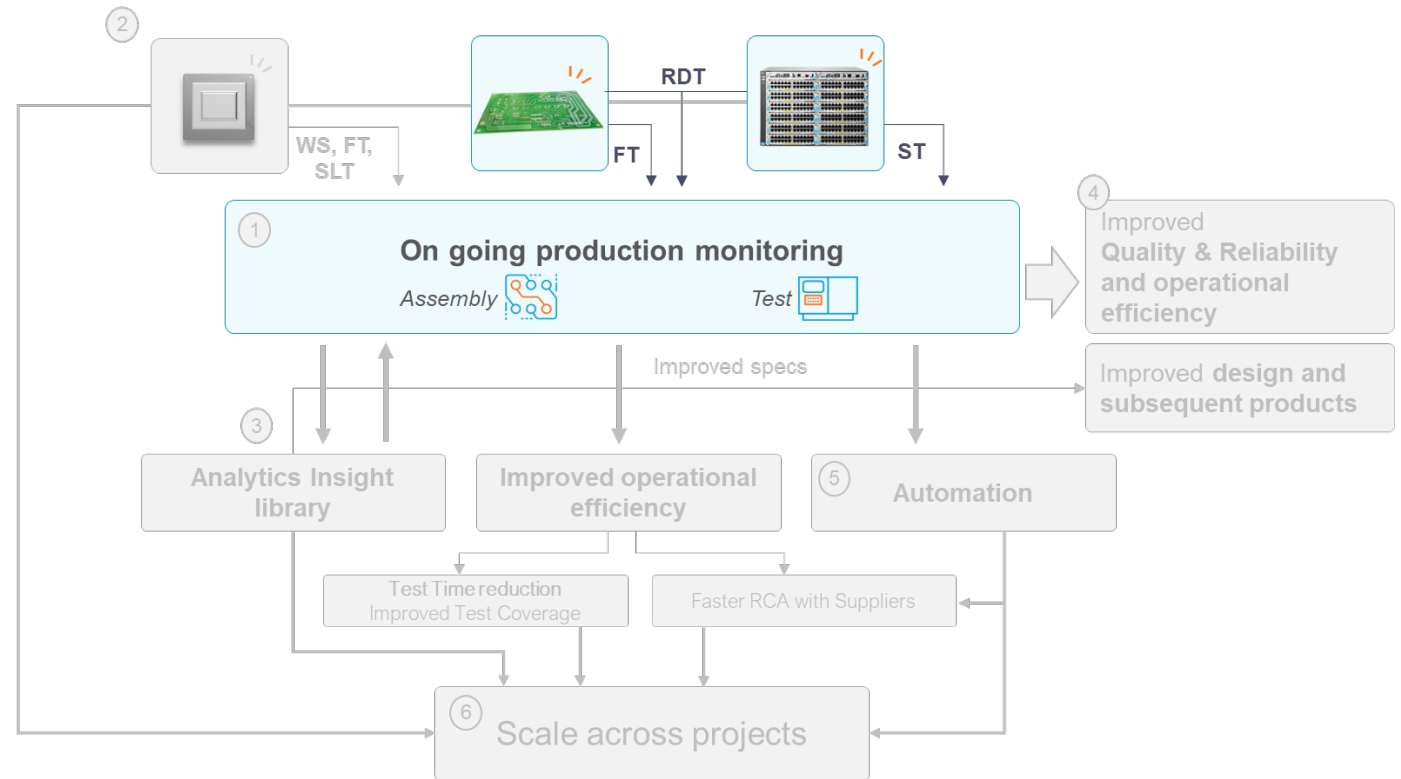 2
RDT
WS, FT,
SLT
FT
ST
1
On going production monitoring
Assembly
Test
4
Improved
Quality & Reliability
and operational
efficiency
Improved specs
Improved design and
subsequent products
3
Analytics Insight
library
Improved operational
efficiency
5
Automation
Test Time reduction
Improved Test Coverage
Faster RCA with Suppliers
6
Scale across projects